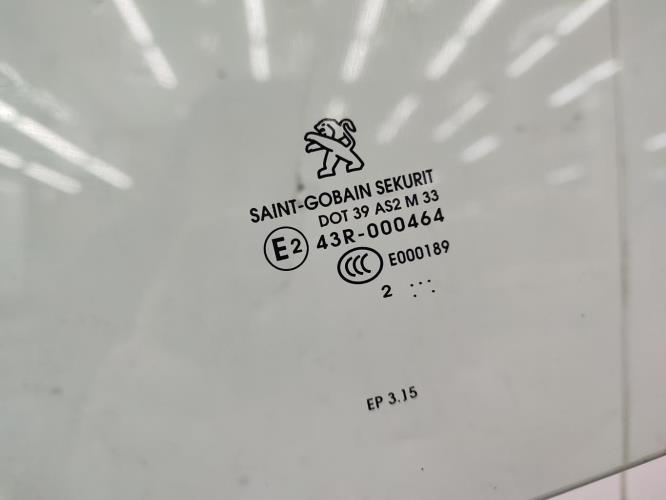 SAINT-GOBAIN SEKURIT
DOT 39 AS2 M 33
E2 43R-000464
CCC E000189
2 .:·:.
EP 3.15